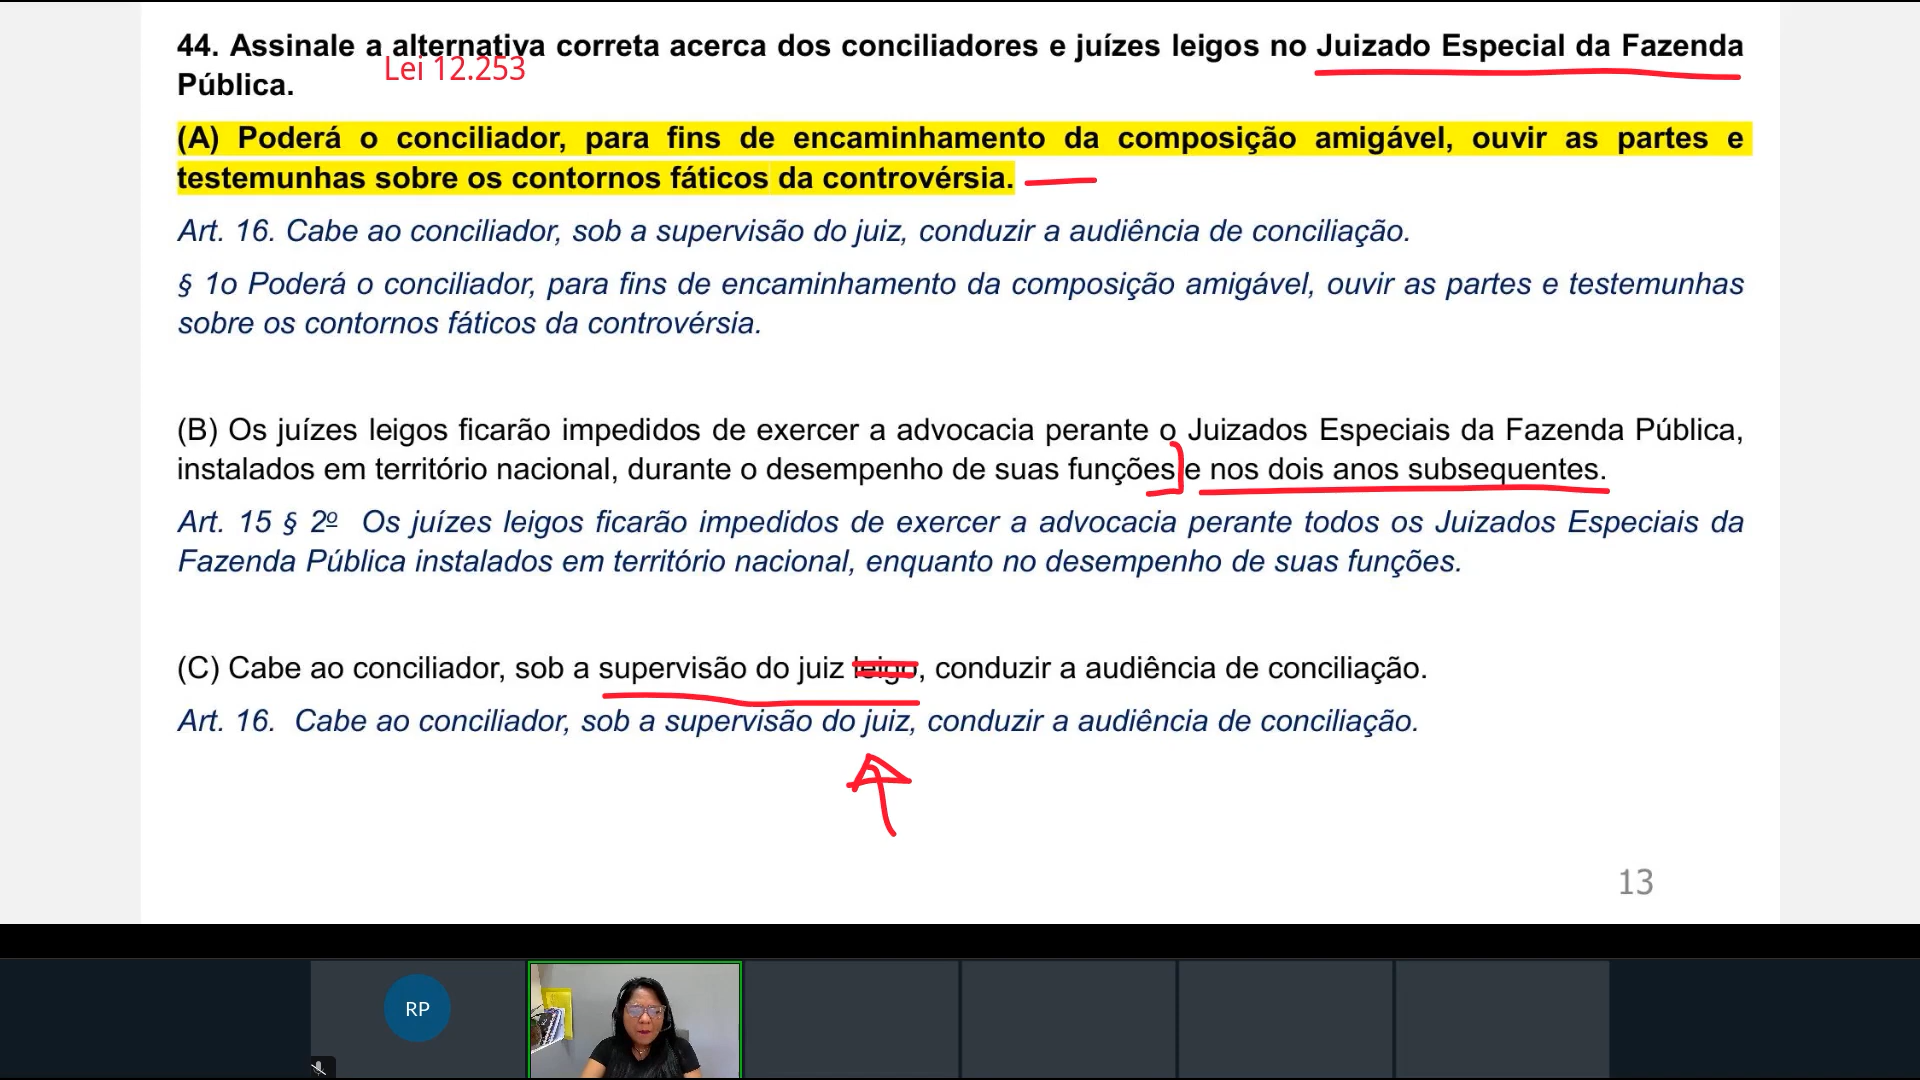 44. Assinale a alternativa correta acerca dos conciliadores e juízes leigos no Juizado Especial da Fazenda
Lei 12.253
Pública.
(A) Poderá o conciliador, para fins de encaminhamento da composição amigável, ouvir as partes e
testemunhas sobre os contornos fáticos da controvérsia.
Art. 16. Cabe ao conciliador, sob a supervisão do juiz, conduzir a audiência de conciliação.
§ 1o Poderá o conciliador, para fins de encaminhamento da composição amigável, ouvir as partes e testemunhas
sobre os contornos fáticos da controvérsia.
(B) Os juízes leigos ficarão impedidos de exercer a advocacia perante o Juizados Especiais da Fazenda Pública,
instalados em território nacional, durante o desempenho de suas funções e nos dois anos subsequentes.
Art. 15 § 2º Os juízes leigos ficarão impedidos de exercer a advocacia perante todos os Juizados Especiais da
Fazenda Pública instalados em território nacional, enquanto no desempenho de suas funções.
(C) Cabe ao conciliador, sob a supervisão do juiz leigo, conduzir a audiência de conciliação.
Art. 16. Cabe ao conciliador, sob a supervisão do juiz, conduzir a audiência de conciliação.
13
RP